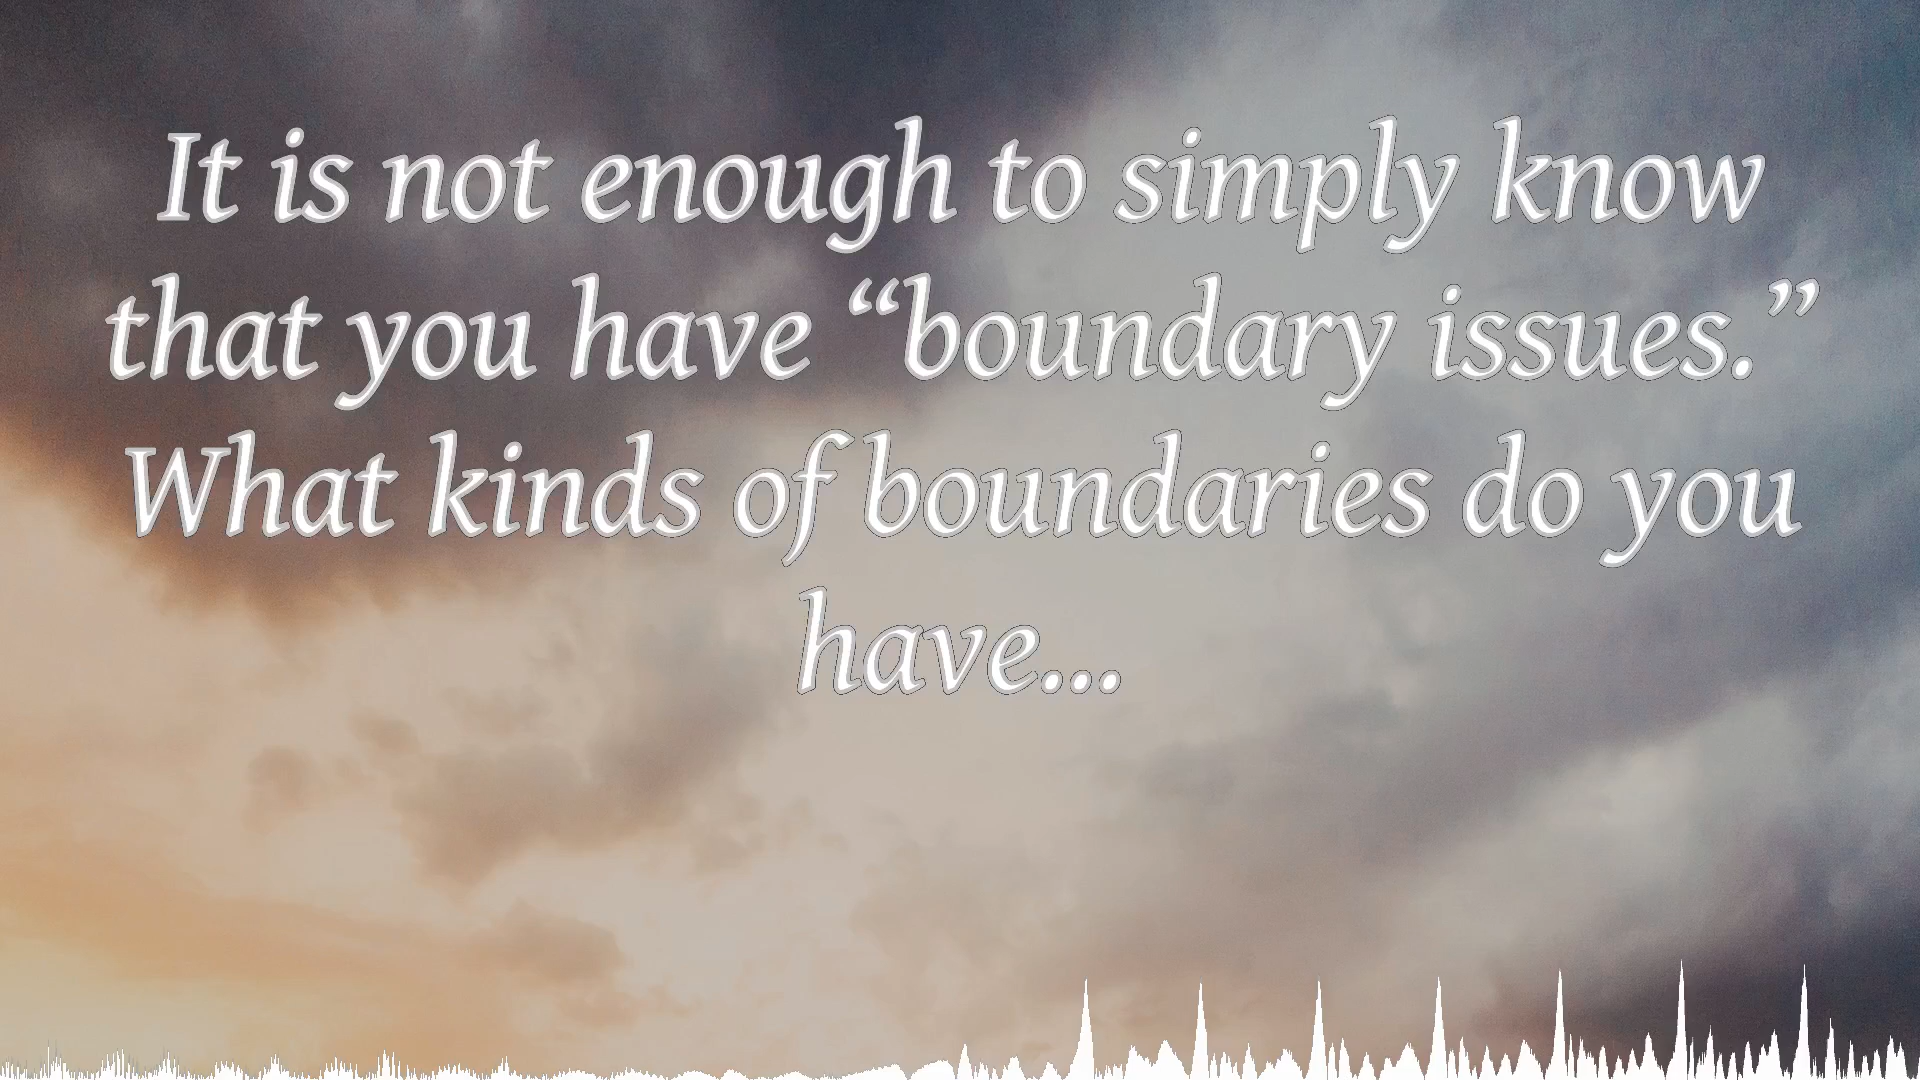 It is not enough to simply know
that you have “boundary issues.”
What kinds of boundaries do you
have...